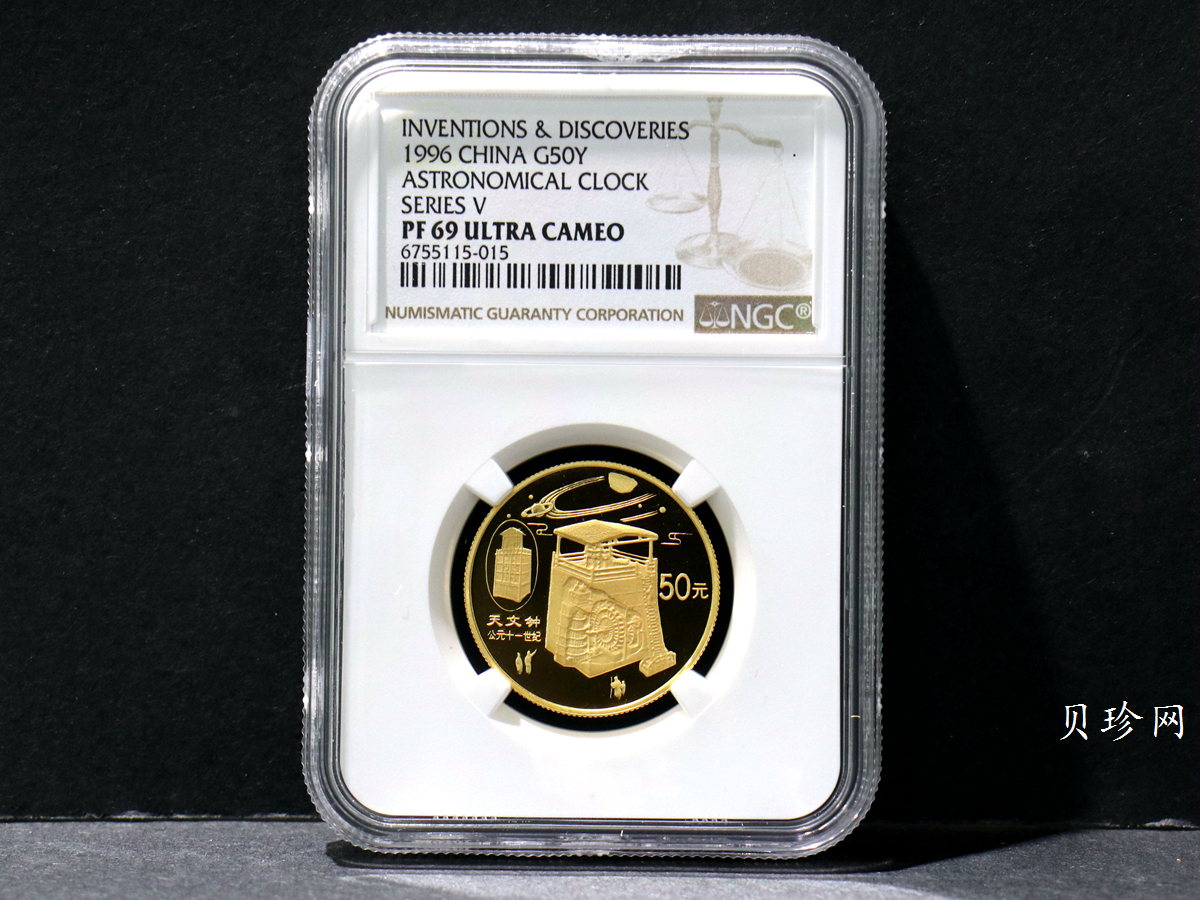 INVENTIONS & DISCOVERIES
1996 CHINA G50Y
ASTRONOMICAL CLOCK
SERIES V
PF 69 ULTRA CAMEO
6755115-015
NUMISMATIC GUARANTY CORPORATION
NGC®
50元
天文钟
公元十一世纪
贝珍网